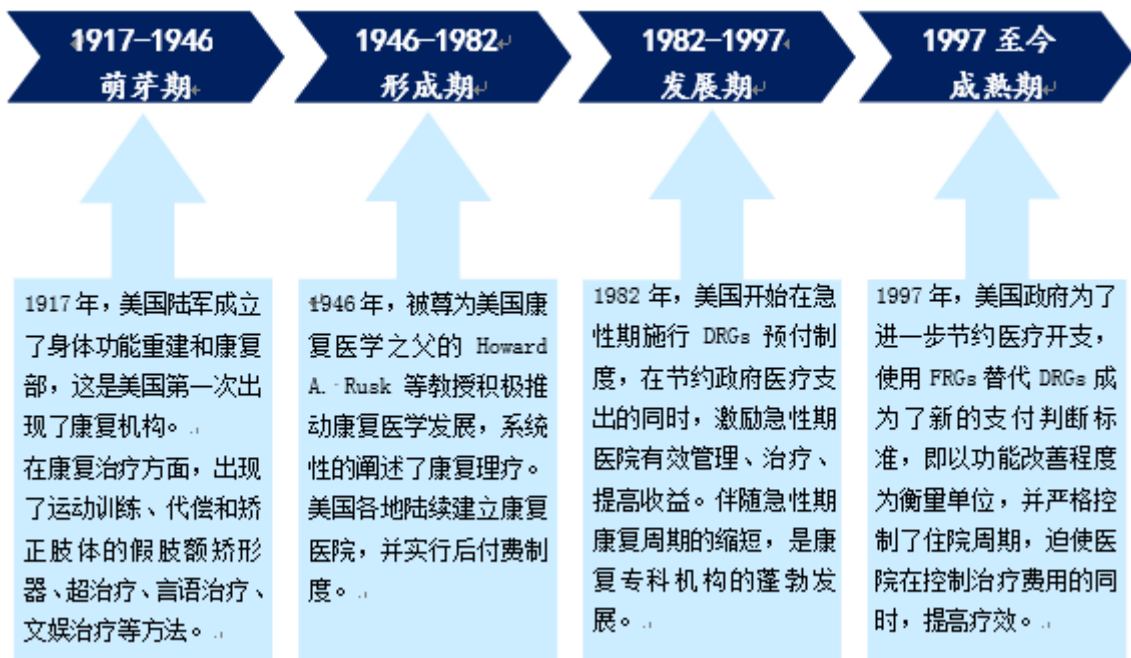 1917-1946
萌芽期
1946-1982
形成期
1982-1997
发展期
1997 至今
成熟期
1917 年，美国陆军成立
了身体功能重建和康复
部，这是美国第一次出
现了康复机构。
在康复治疗方面，出现
了运动训练、代偿和矫
正肢体的假肢额矫形
器、超治疗、言语治疗、
文娱治疗等方法。
1946 年，被尊为美国康
复医学之父的 Howard
A. Rusk 等教授积极推
动康复医学发展，系统
性的阐述了康复理疗。
美国各地陆续建立康复
医院，并实行后付费制
度。
1982 年，美国开始在急
性期施行 DRGs 预付制
度，在节约政府医疗支
出的同时，激励急性期
医院有效管理、治疗、
提高收益。伴随急性期
康复周期的缩短，是康
复专科机构的蓬勃发
展。
1997 年，美国政府为了
进一步节约医疗开支，
使用 FRGs 替代 DRGs 成
为了新的支付判断标
准，即以功能改善程度
为衡量单位，并严格控
制了住院周期，迫使医
院在控制治疗费用的同
时，提高疗效。